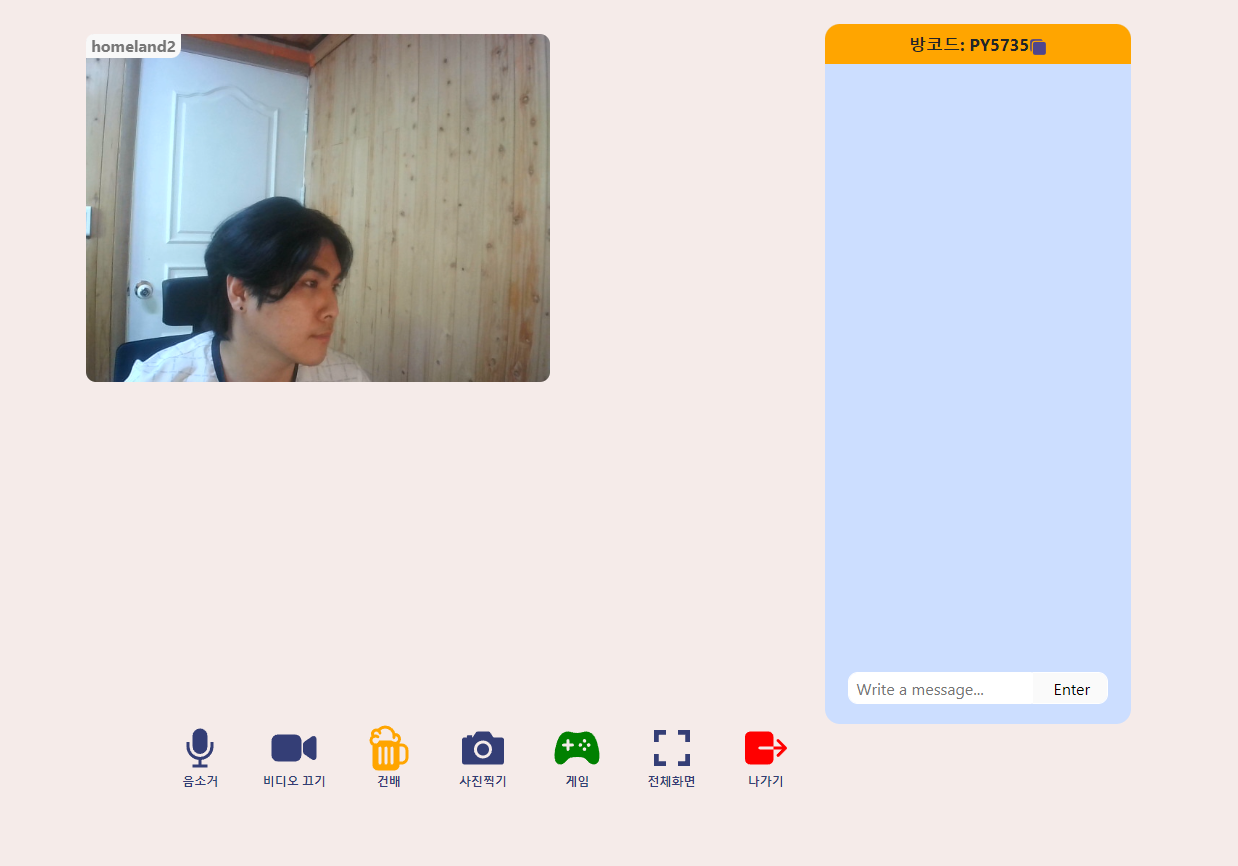 homeland2
방코드: PY5735
Write a message...
Enter
음소거
비디오 끄기
건배
사진찍기
게임
전체화면
나가기